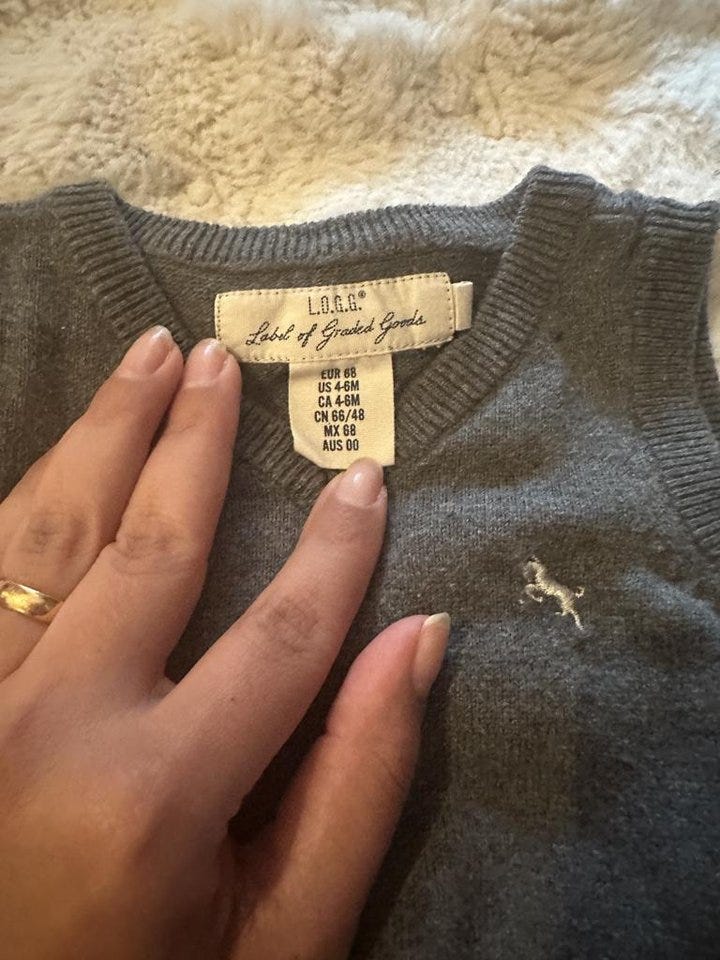 L.O.G.G.®
Label of Graded Goods
EUR 68
US 4-6M
CA 4-6M
CN 66/48
MX 68
AUS 00